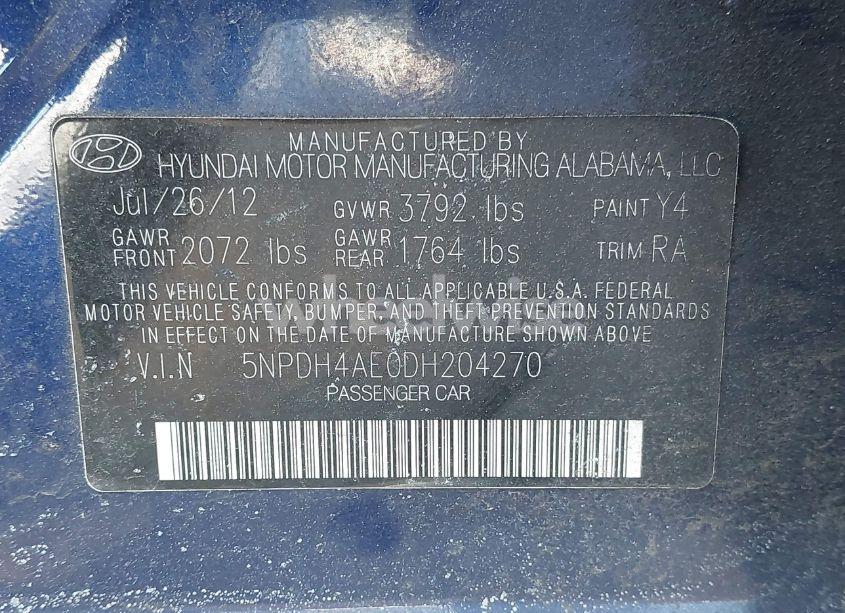 MANUFACTURED BY
HYUNDAI MOTOR MANUFACTURING ALABAMA, LLC
Jul/26/12 GVWR 3792 lbs PAINT Y4
GAWR FRONT 2072 lbs GAWR REAR 1764 lbs TRIM RA
THIS VEHICLE CONFORMS TO ALL APPLICABLE U.S.A. FEDERAL
MOTOR VEHICLE SAFETY, BUMPER, AND THEFT PREVENTION STANDARDS
IN EFFECT ON THE DATE OF MANUFACTURE SHOWN ABOVE
V.I.N 5NPDH4AE0DH204270
PASSENGER CAR